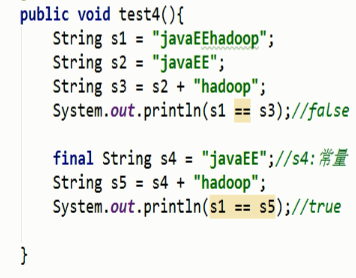 public void test4(){
String s1 = "javaEEhadoop";
String s2 = "javaEE";
String s3 = s2 + "hadoop";
System.out.println(s1 == s3);//false
final String s4 = "javaEE";//s4:常量
String s5 = s4 + "hadoop";
System.out.println(s1 == s5);//true
}